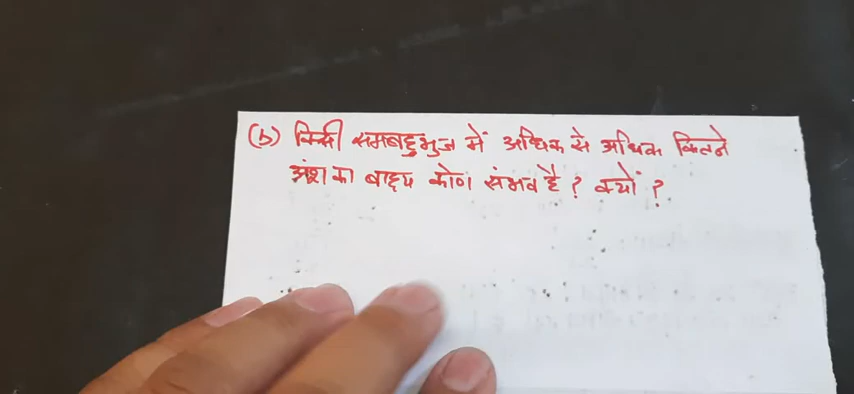 (b) किसी समबहुभुज में अधिक से अधिक कितने
अंश का बाह्य कोण संभव है? क्यों?